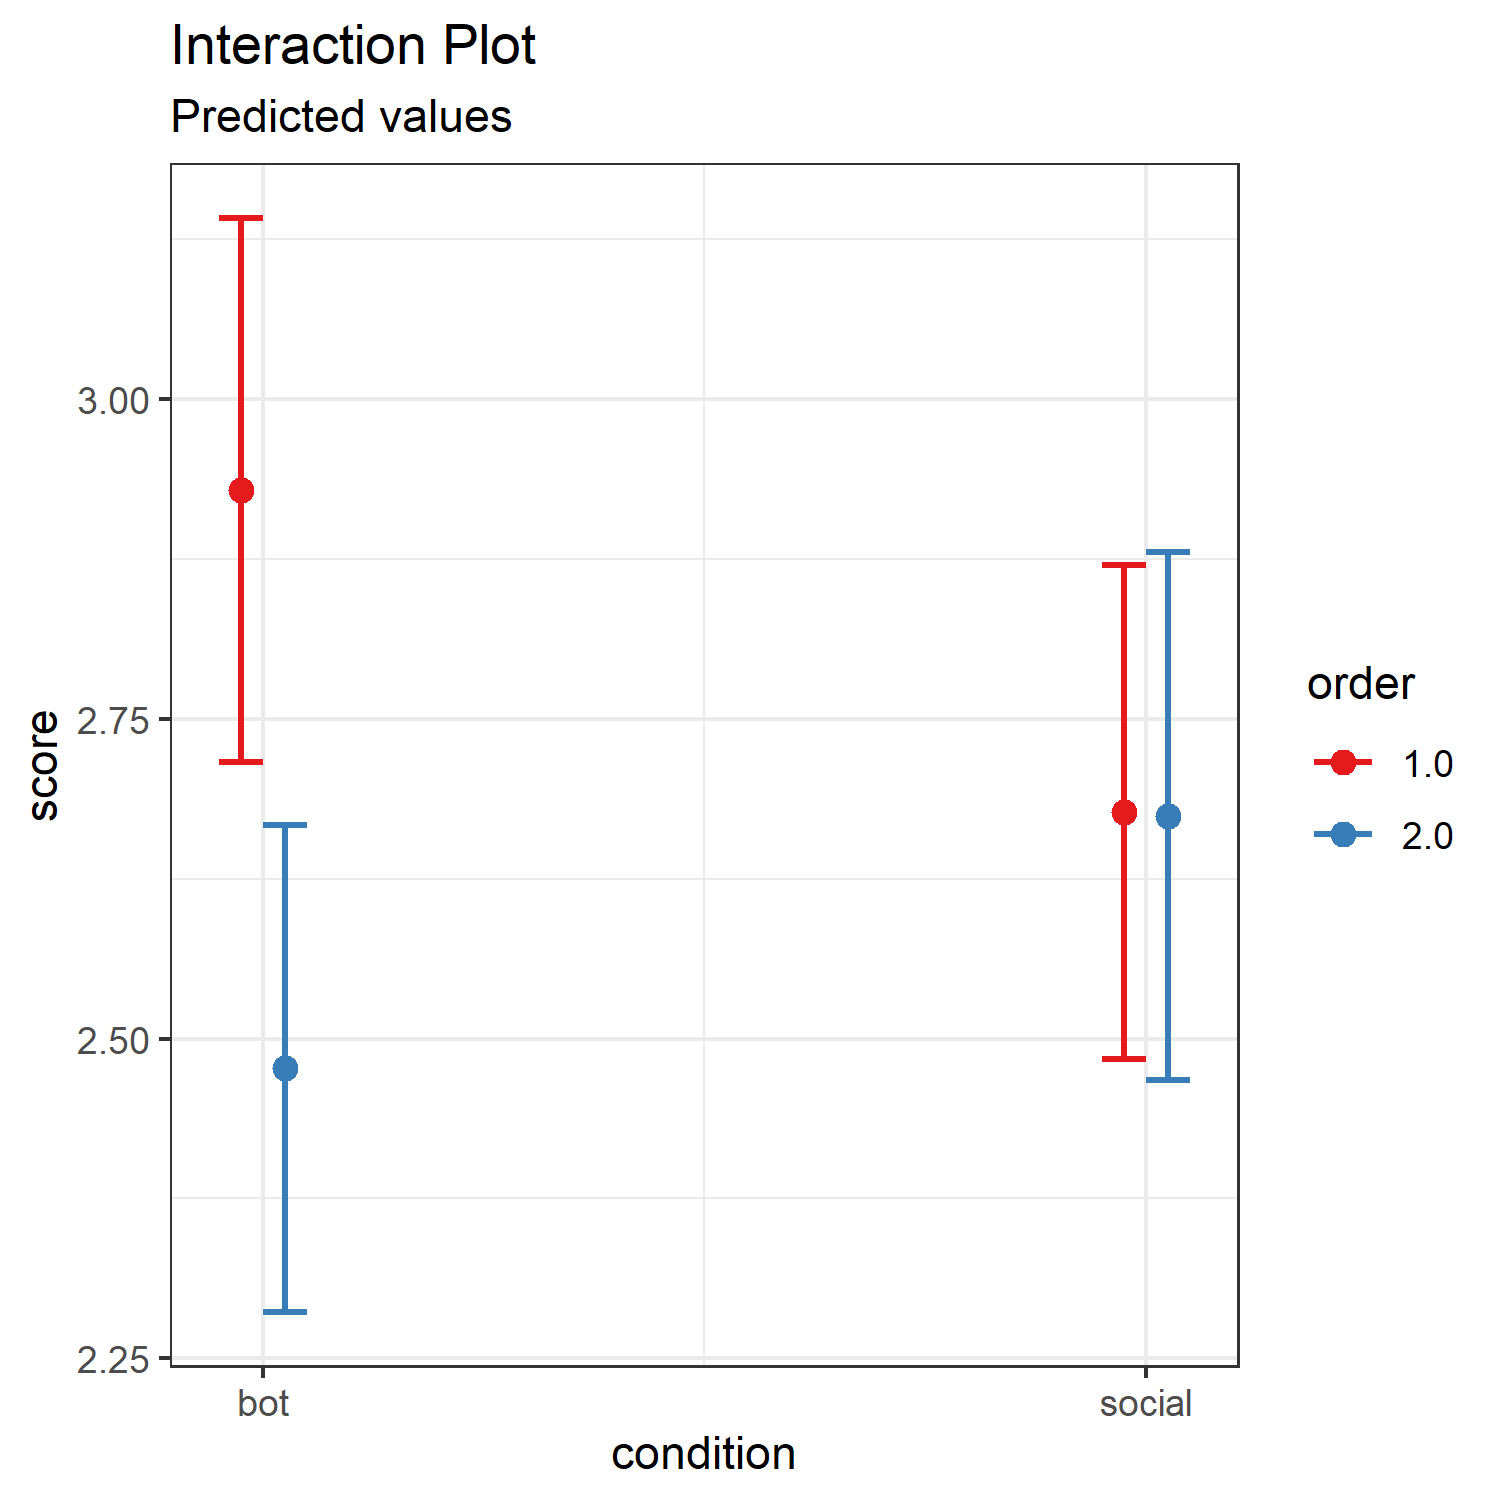 Interaction Plot
Predicted values
score
3.00
2.75
2.50
2.25
bot
social
condition
order
1.0
2.0